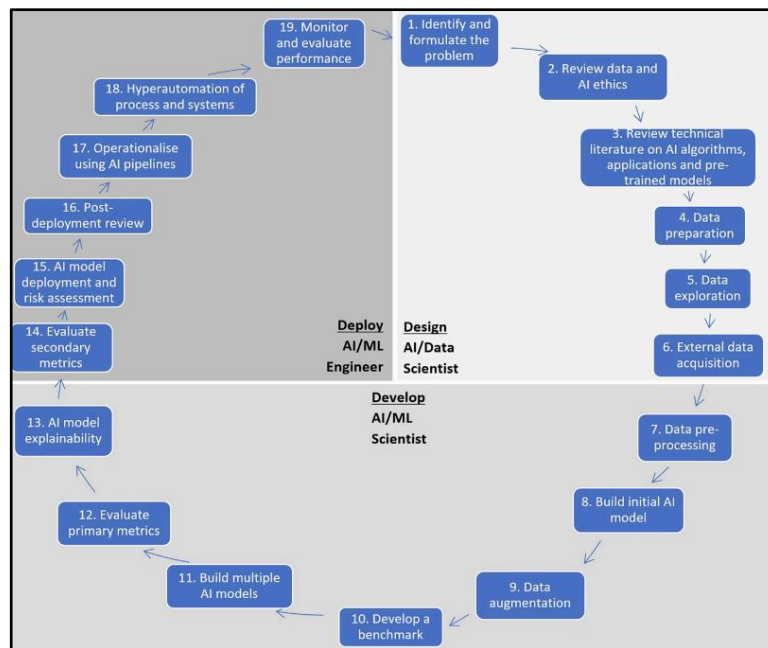 1. Identify and
formulate the
problem
2. Review data and
AI ethics
3. Review technical
literature on AI algorithms,
applications and pre-
trained models
4. Data
preparation
5. Data
exploration
6. External data
acquisition
Design
AI/Data
Scientist
7. Data pre-
processing
8. Build initial AI
model
9. Data
augmentation
10. Develop a
benchmark
11. Build multiple
AI models
12. Evaluate
primary metrics
13. AI model
explainability
Develop
AI/ML
Scientist
14. Evaluate
secondary
metrics
15. AI model
deployment and
risk assessment
16. Post-
deployment review
17. Operationalise
using AI pipelines
18. Hyperautomation of
process and systems
19. Monitor
and evaluate
performance
Deploy
AI/ML
Engineer